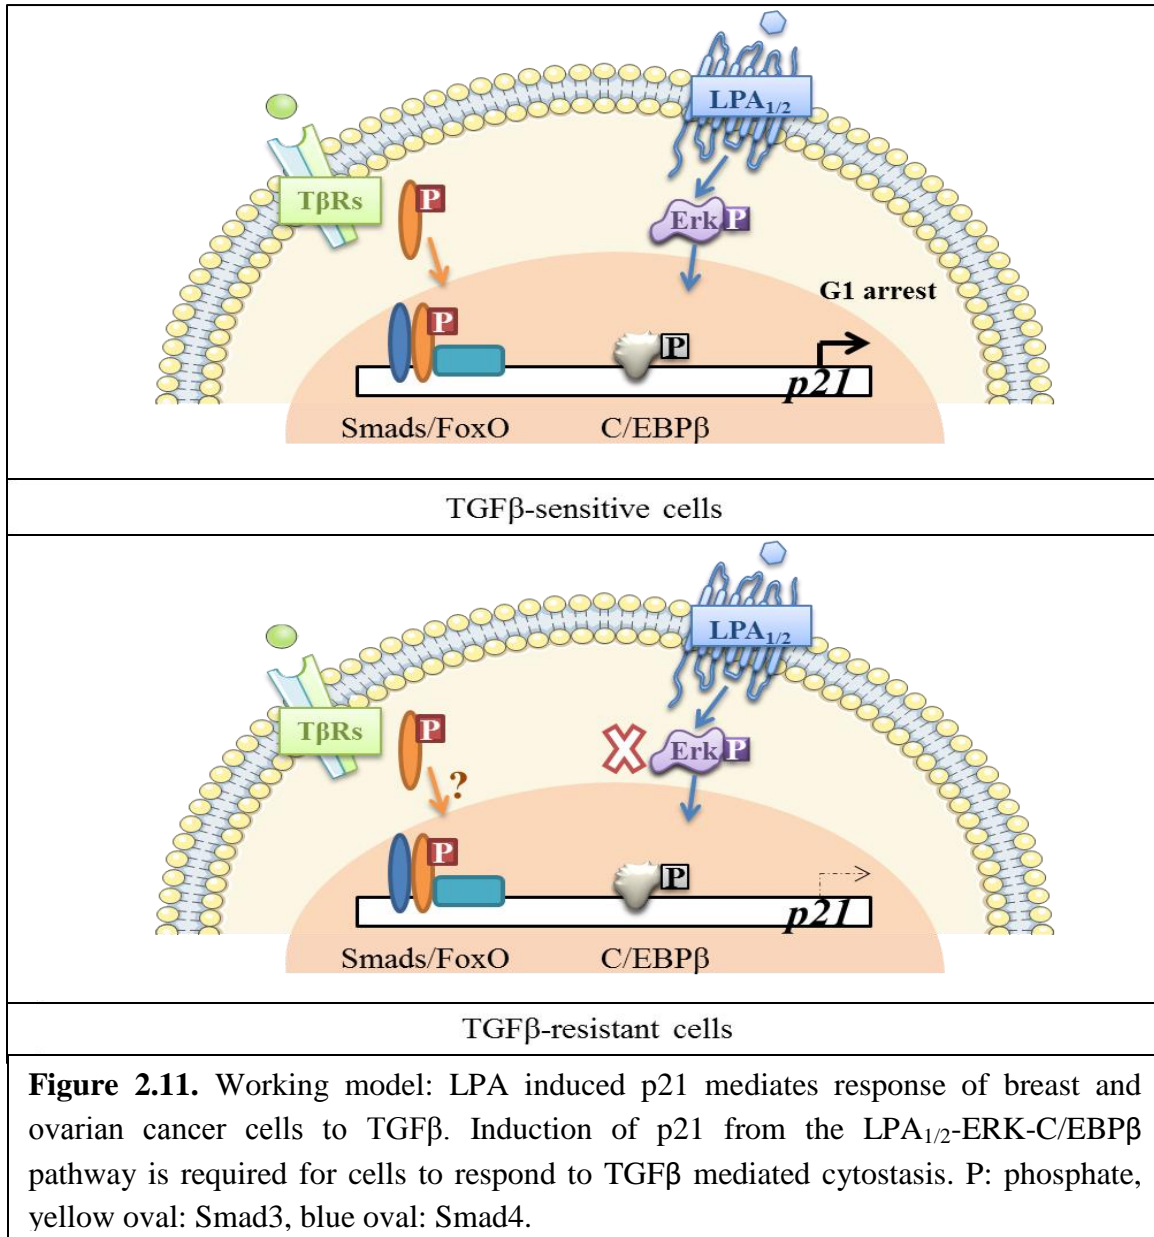 LPA1/2
TβRs
P
Erk P
G1 arrest
P
P
p21
Smads/FoxO C/EBPβ
TGFβ-sensitive cells
LPA1/2
TβRs
P
Erk P
?
P
P
p21
Smads/FoxO C/EBPβ
TGFβ-resistant cells
Figure 2.11. Working model: LPA induced p21 mediates response of breast and
ovarian cancer cells to TGFβ. Induction of p21 from the LPA1/2-ERK-C/EBPβ
pathway is required for cells to respond to TGFβ mediated cytostasis. P: phosphate,
yellow oval: Smad3, blue oval: Smad4.